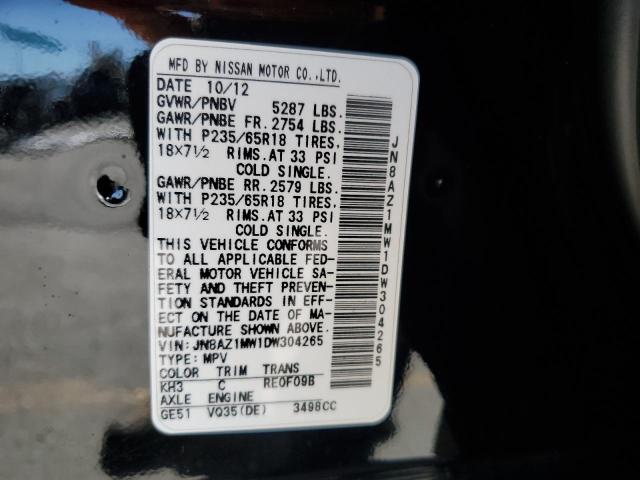 MFD BY NISSAN MOTOR CO.,LTD.
DATE 10/12
GVWR/PNBV 5287 LBS.
GAWR/PNBE FR. 2754 LBS.
WITH P235/65R18 TIRES.
18X7½ RIMS. AT 33 PSI
COLD SINGLE.
GAWR/PNBE RR. 2579 LBS.
WITH P235/65R18 TIRES.
18X7½ RIMS. AT 33 PSI
COLD SINGLE.
THIS VEHICLE CONFORMS
TO ALL APPLICABLE FED-
ERAL MOTOR VEHICLE SA-
FETY AND THEFT PREVEN-
TION STANDARDS IN EFF-
ECT ON THE DATE OF MA-
NUFACTURE SHOWN ABOVE.
VIN: JN8AZ1MW1DW304265
TYPE: MPV
COLOR TRIM TRANS
KH3 C RE0F09B
AXLE ENGINE
GE51 VQ35(DE) 3498CC
JN8AZ1MW1DW304265